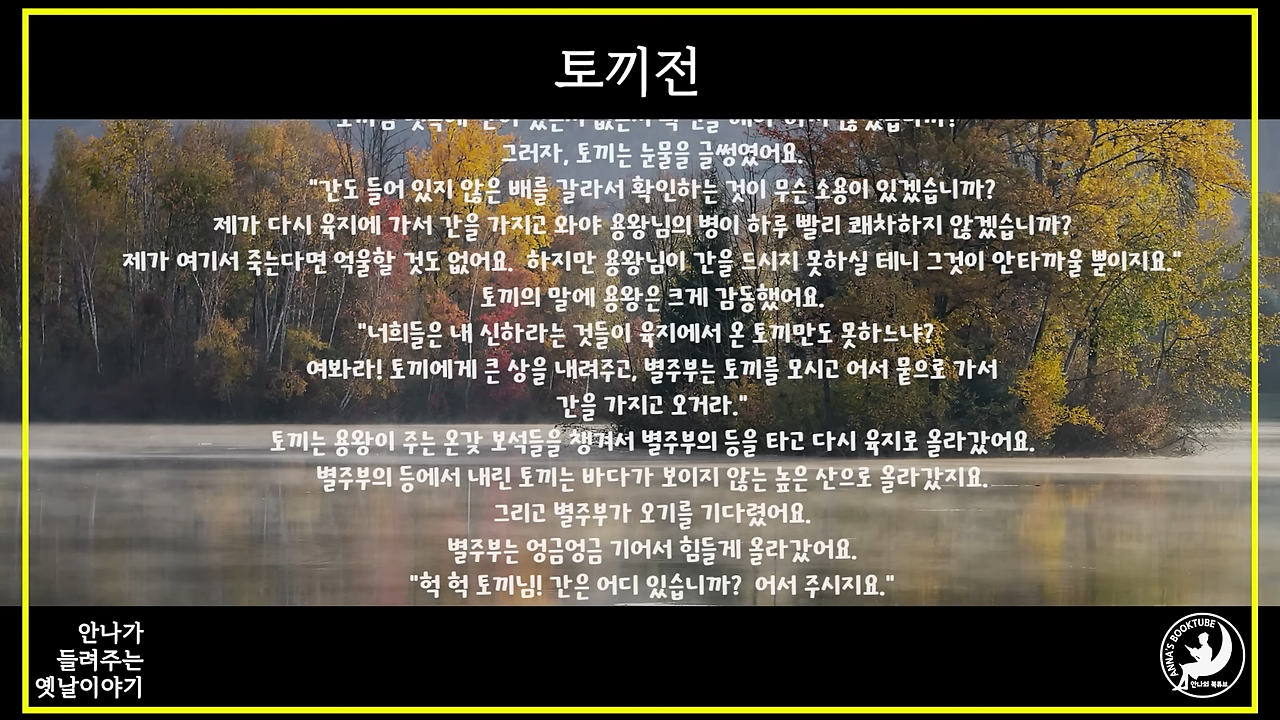 토끼전
그러자, 토끼는 눈물을 글썽였어요.
"간도 들어 있지 않은 배를 갈라서 확인하는 것이 무슨 소용이 있겠습니까?
제가 다시 육지에 가서 간을 가지고 와야 용왕님의 병이 하루 빨리 쾌차하지 않겠습니까?
제가 여기서 죽는다면 억울할 것도 없어요. 하지만 용왕님이 간을 드시지 못하실 테니 그것이 안타까울 뿐이지요."
토끼의 말에 용왕은 크게 감동했어요.
"너희들은 내 신하라는 것들이 육지에서 온 토끼만도 못하느냐?
여봐라! 토끼에게 큰 상을 내려주고, 별주부는 토끼를 모시고 어서 뭍으로 가서
간을 가지고 오거라."
토끼는 용왕이 주는 온갖 보석들을 챙겨서 별주부의 등을 타고 다시 육지로 올라갔어요.
별주부의 등에서 내린 토끼는 바다가 보이지 않는 높은 산으로 올라갔지요.
그리고 별주부가 오기를 기다렸어요.
별주부는 엉금엉금 기어서 힘들게 올라갔어요.
"헉 헉 토끼님! 간은 어디 있습니까? 어서 주시지요."
안나가
들려주는
옛날이야기
ANNA'S BOOKTUBE
안나의 북튜브